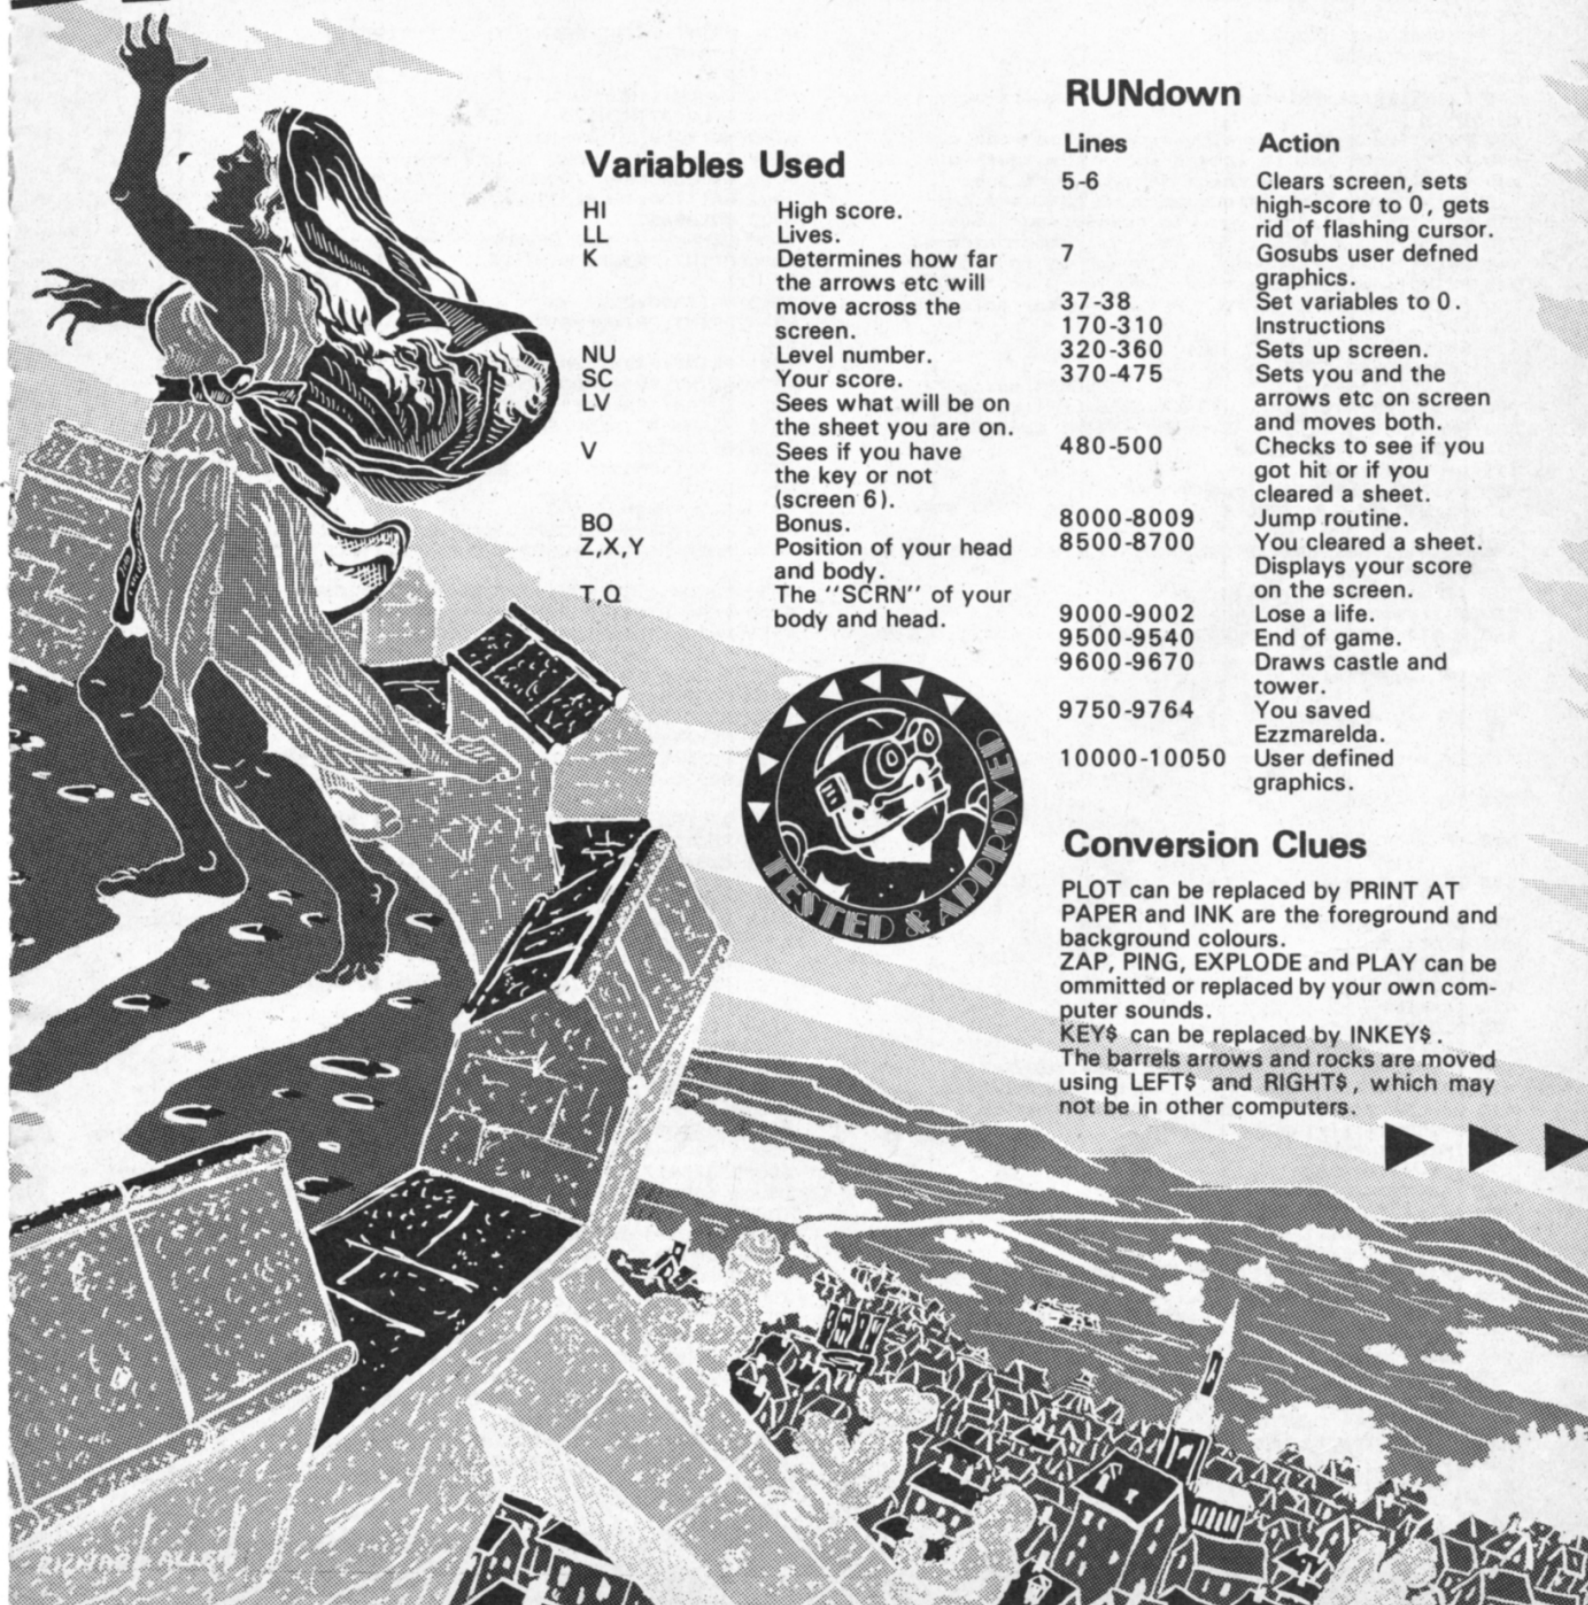 Variables Used
HI High score.
LL Lives.
K Determines how far
the arrows etc will
move across the
screen.
NU Level number.
SC Your score.
LV Sees what will be on
the sheet you are on.
V Sees if you have
the key or not
(screen 6).
BO Bonus.
Z,X,Y Position of your head
and body.
T,Q The "SCRN" of your
body and head.
TESTED & APPROVED
RUNdown
Lines Action
5-6 Clears screen, sets
high-score to 0, gets
rid of flashing cursor.
7 Gosubs user defned
graphics.
37-38 Set variables to 0.
170-310 Instructions
320-360 Sets up screen.
370-475 Sets you and the
arrows etc on screen
and moves both.
480-500 Checks to see if you
got hit or if you
cleared a sheet.
8000-8009 Jump routine.
8500-8700 You cleared a sheet.
Displays your score
on the screen.
9000-9002 Lose a life.
9500-9540 End of game.
9600-9670 Draws castle and
tower.
9750-9764 You saved
Ezzmarelda.
10000-10050 User defined
graphics.
Conversion Clues
PLOT can be replaced by PRINT AT
PAPER and INK are the foreground and
background colours.
ZAP, PING, EXPLODE and PLAY can be
ommitted or replaced by your own com-
puter sounds.
KEY$ can be replaced by INKEY$.
The barrels arrows and rocks are moved
using LEFT$ and RIGHT$, which may
not be in other computers.
ALLEN